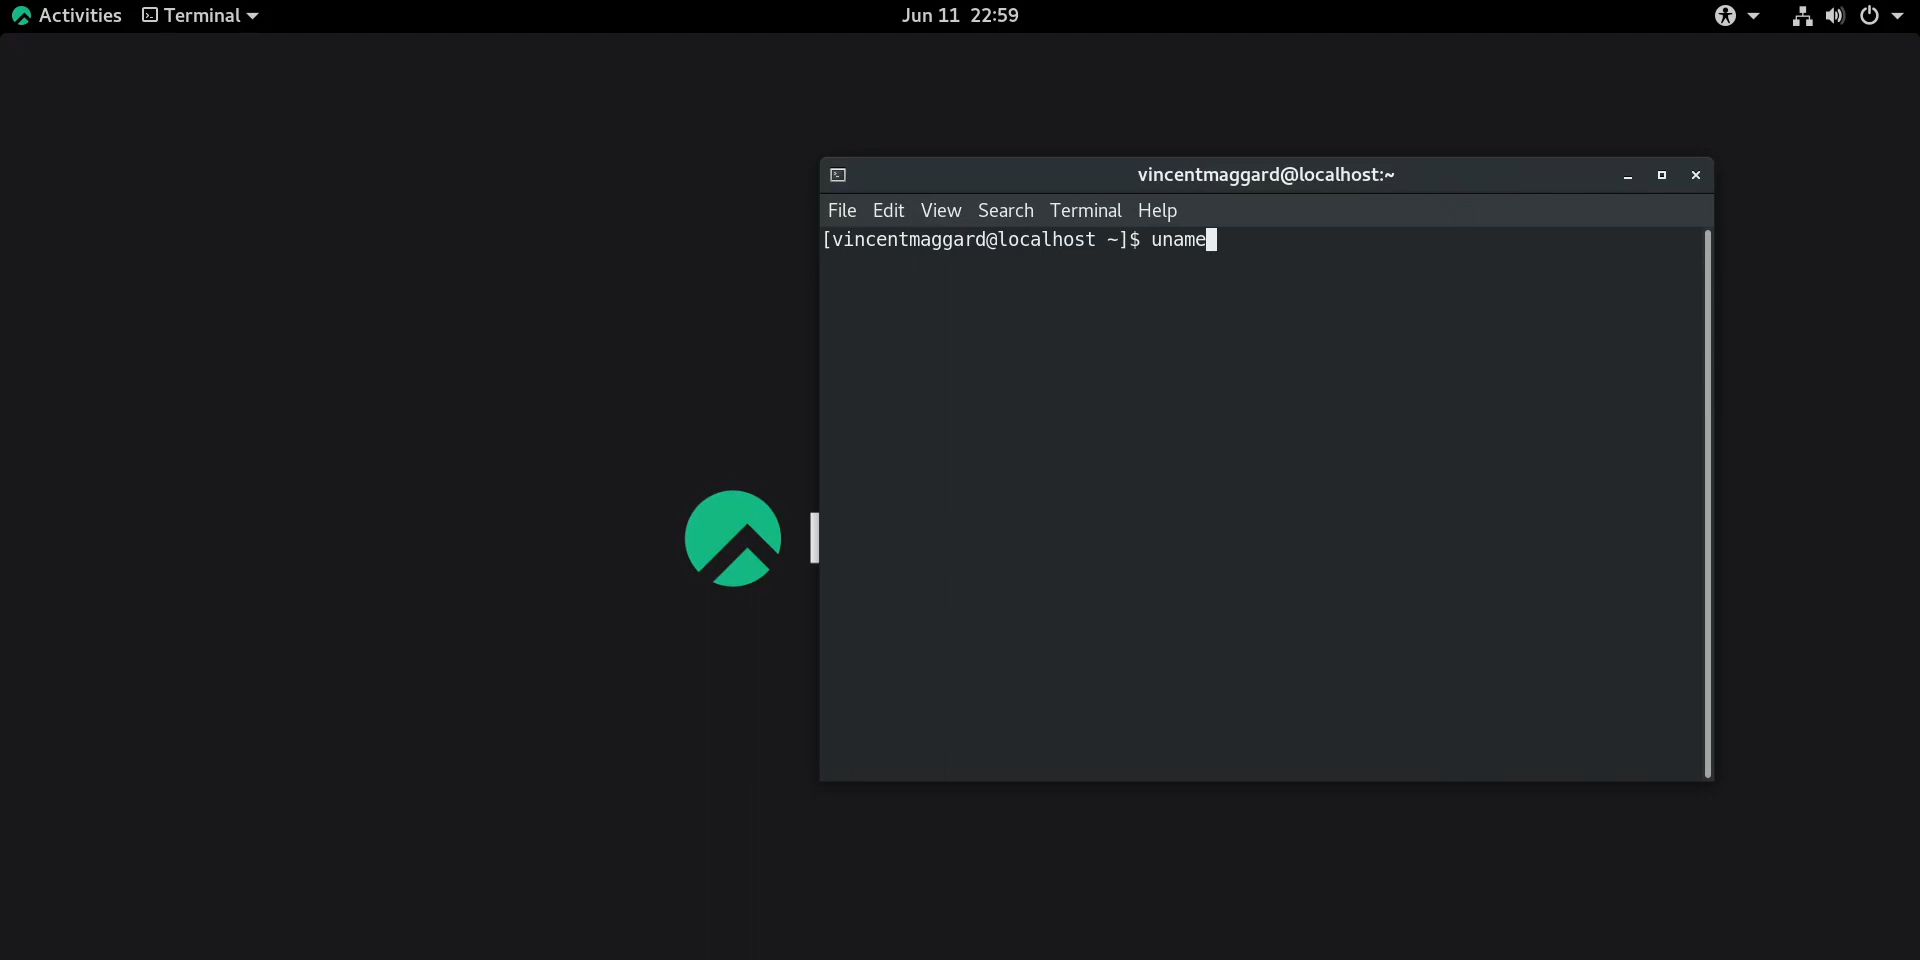 Activities Terminal Jun 11 22:59
vincentmaggard@localhost:~
File Edit View Search Terminal Help
[vincentmaggard@localhost ~]$ uname